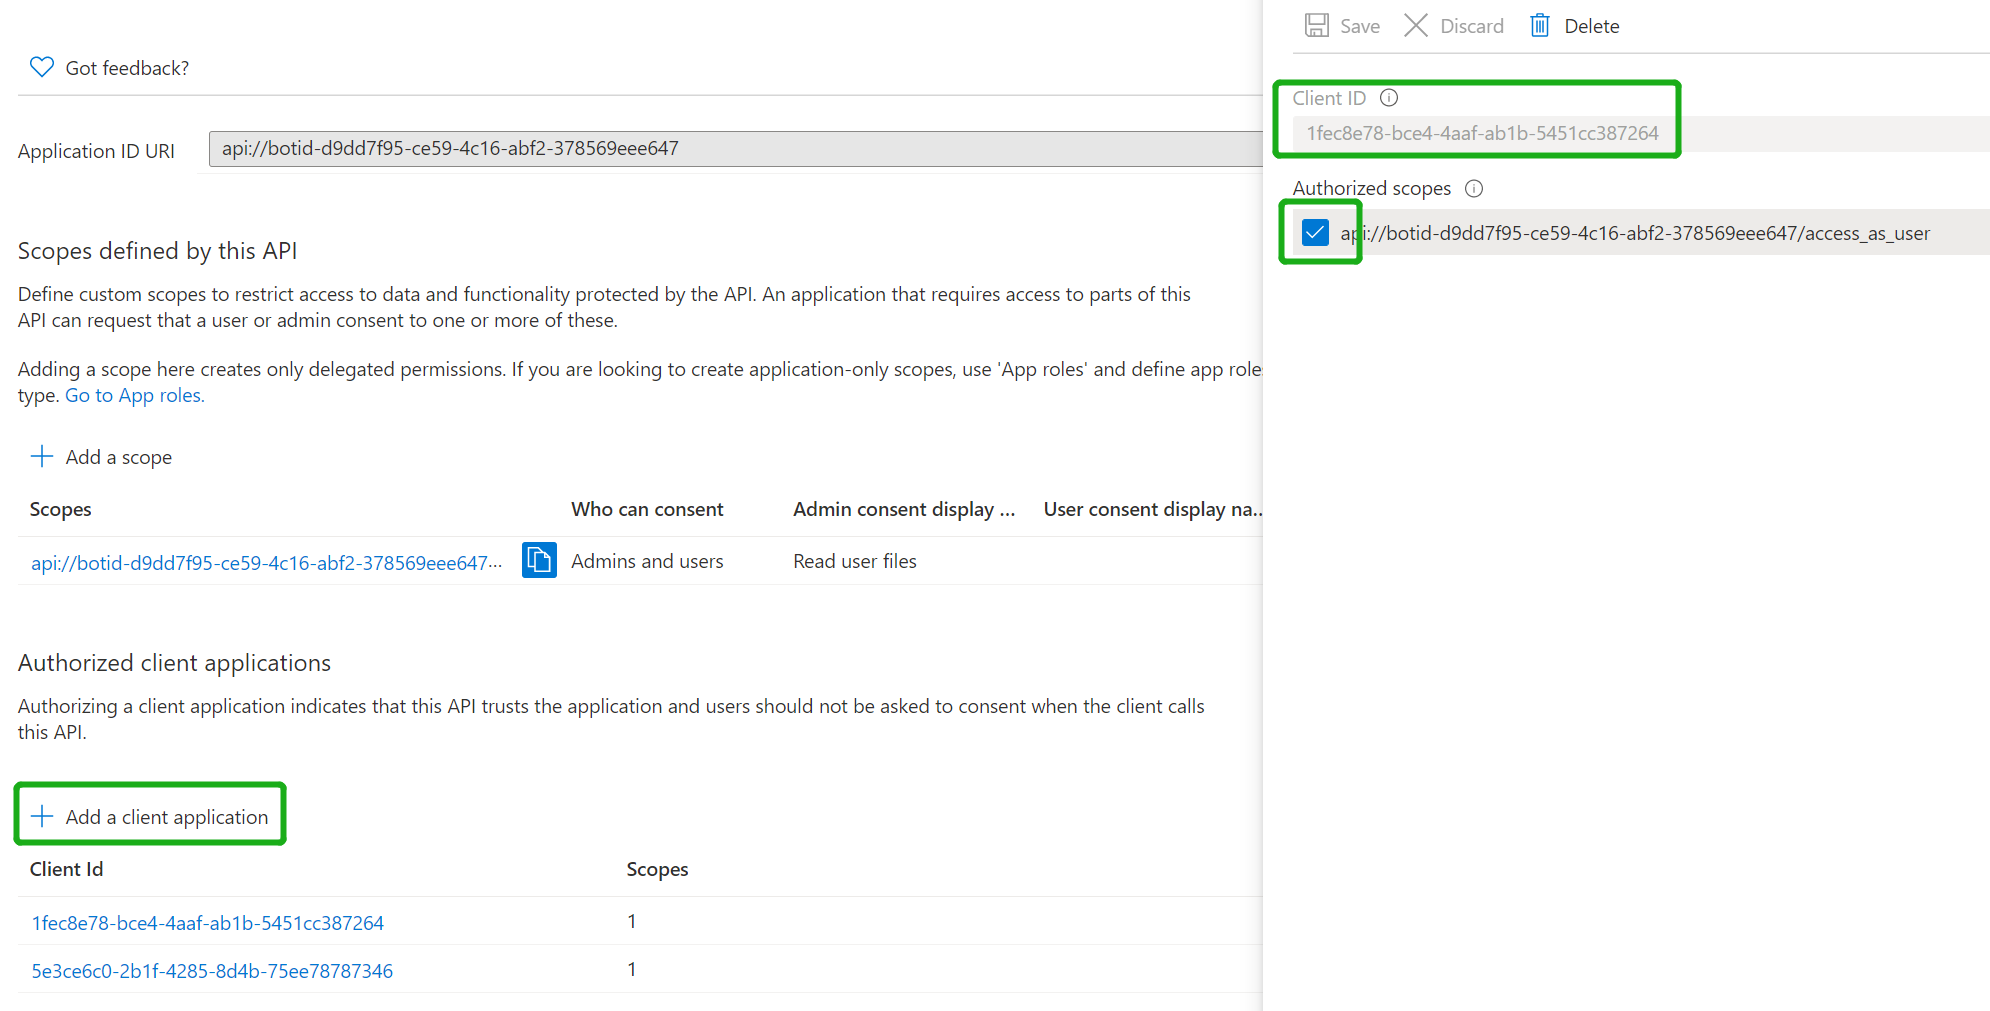 Got feedback?
Application ID URI
api://botid-d9dd7f95-ce59-4c16-abf2-378569eee647
Scopes defined by this API
Define custom scopes to restrict access to data and functionality protected by the API. An application that requires access to parts of this
API can request that a user or admin consent to one or more of these.
Adding a scope here creates only delegated permissions. If you are looking to create application-only scopes, use 'App roles' and define app role
type. Go to App roles.
Add a scope
Scopes Who can consent Admin consent display ... User consent display na..
api://botid-d9dd7f95-ce59-4c16-abf2-378569eee647... Admins and users Read user files
Authorized client applications
Authorizing a client application indicates that this API trusts the application and users should not be asked to consent when the client calls
this API.
Add a client application
Client Id Scopes
1fec8e78-bce4-4aaf-ab1b-5451cc387264 1
5e3ce6c0-2b1f-4285-8d4b-75ee78787346 1
Save Discard Delete
Client ID
1fec8e78-bce4-4aaf-ab1b-5451cc387264
Authorized scopes
api://botid-d9dd7f95-ce59-4c16-abf2-378569eee647/access_as_user